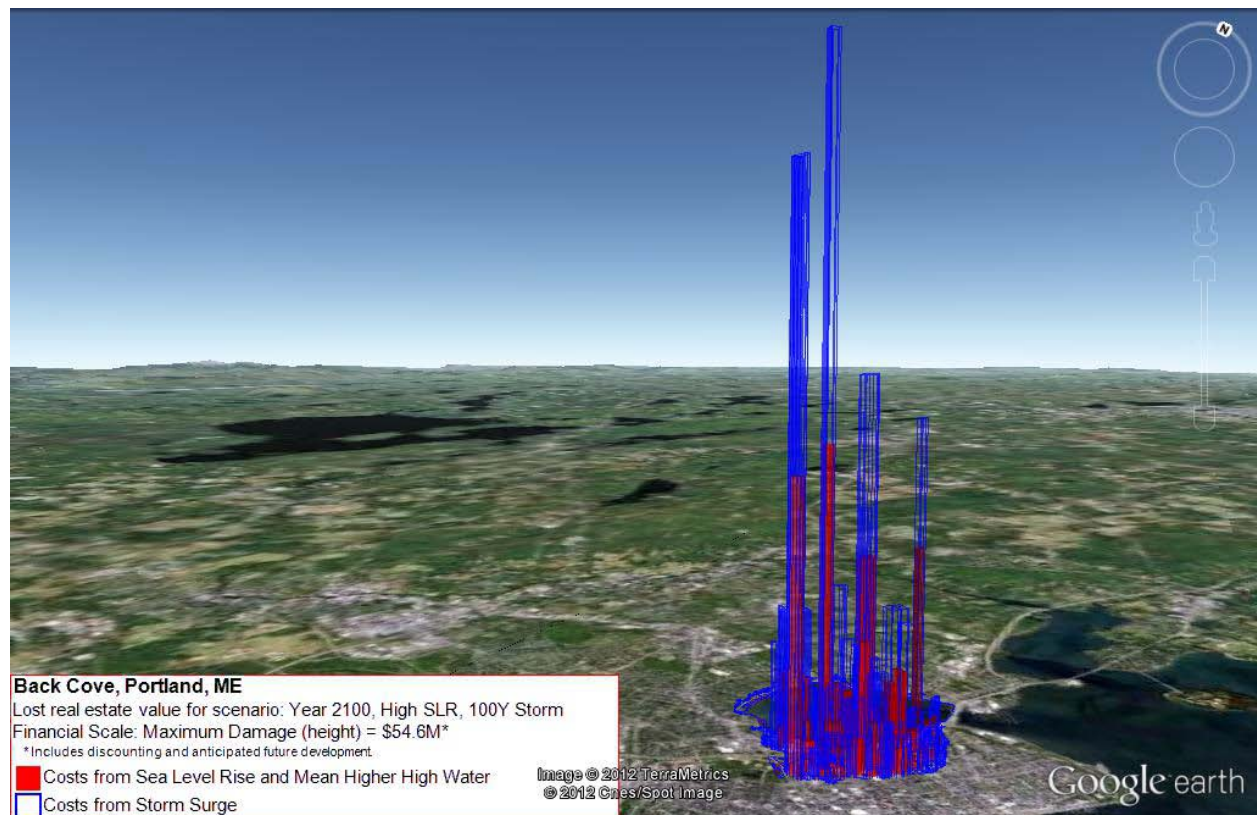 N
Back Cove, Portland, ME
Lost real estate value for scenario: Year 2100, High SLR, 100Y Storm
Financial Scale: Maximum Damage (height) = $54.6M*
*Includes discounting and anticipated future development.
Costs from Sea Level Rise and Mean Higher High Water
Costs from Storm Surge
Image © 2012 TerraMetrics
© 2012 Cnes/Spot Image
Google earth